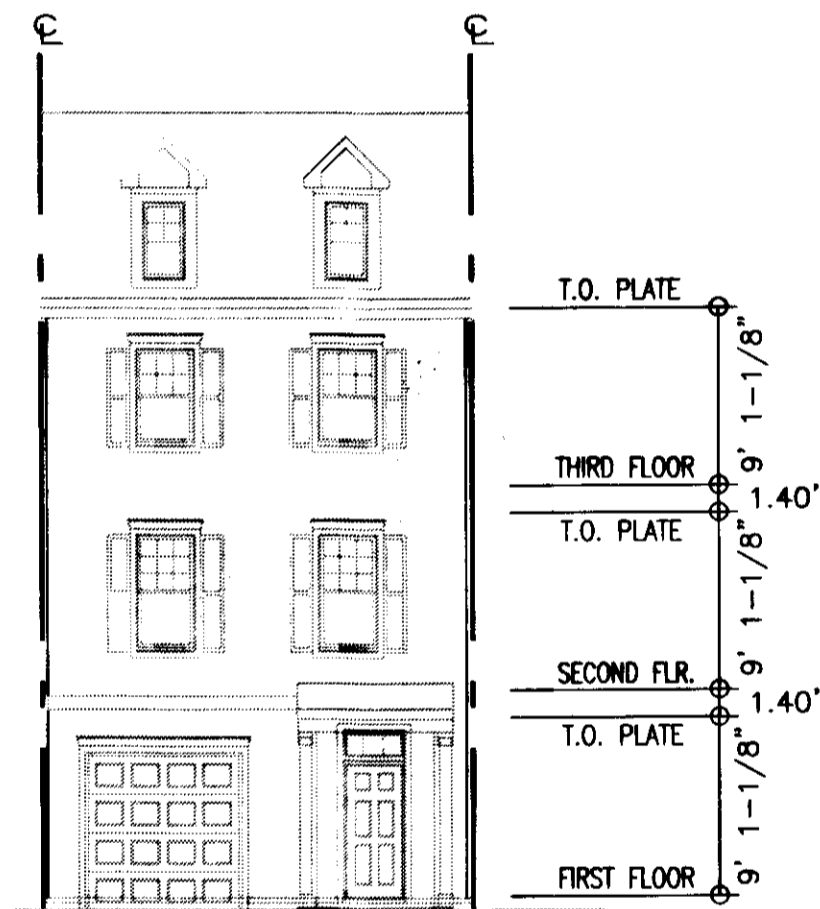 ℄ ℄
T.O. PLATE
9' 1-1/8"
THIRD FLOOR
1.40'
T.O. PLATE
9' 1-1/8"
SECOND FLR.
1.40'
T.O. PLATE
9' 1-1/8"
FIRST FLOOR